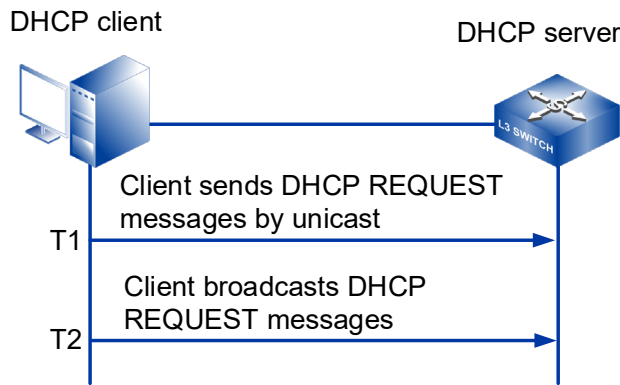 DHCP client
DHCP server
L3 SWITCH
S
Client sends DHCP REQUEST
messages by unicast
T1
Client broadcasts DHCP
REQUEST messages
T2